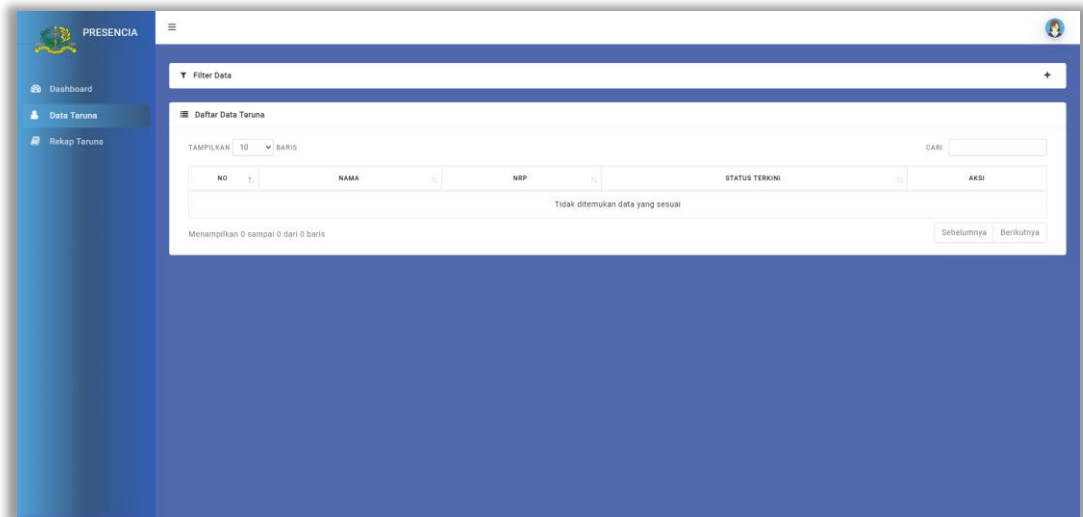 PRESENCIA
Dashboard
Data Taruna
Rekap Taruna
Filter Data
Daftar Data Taruna
TAMPILKAN 10 BARIS
CARI:
NO NAMA NRP STATUS TERKINI AKSI
Tidak ditemukan data yang sesuai
Menampilkan 0 sampai 0 dari 0 baris
Sebelumnya Berikutnya